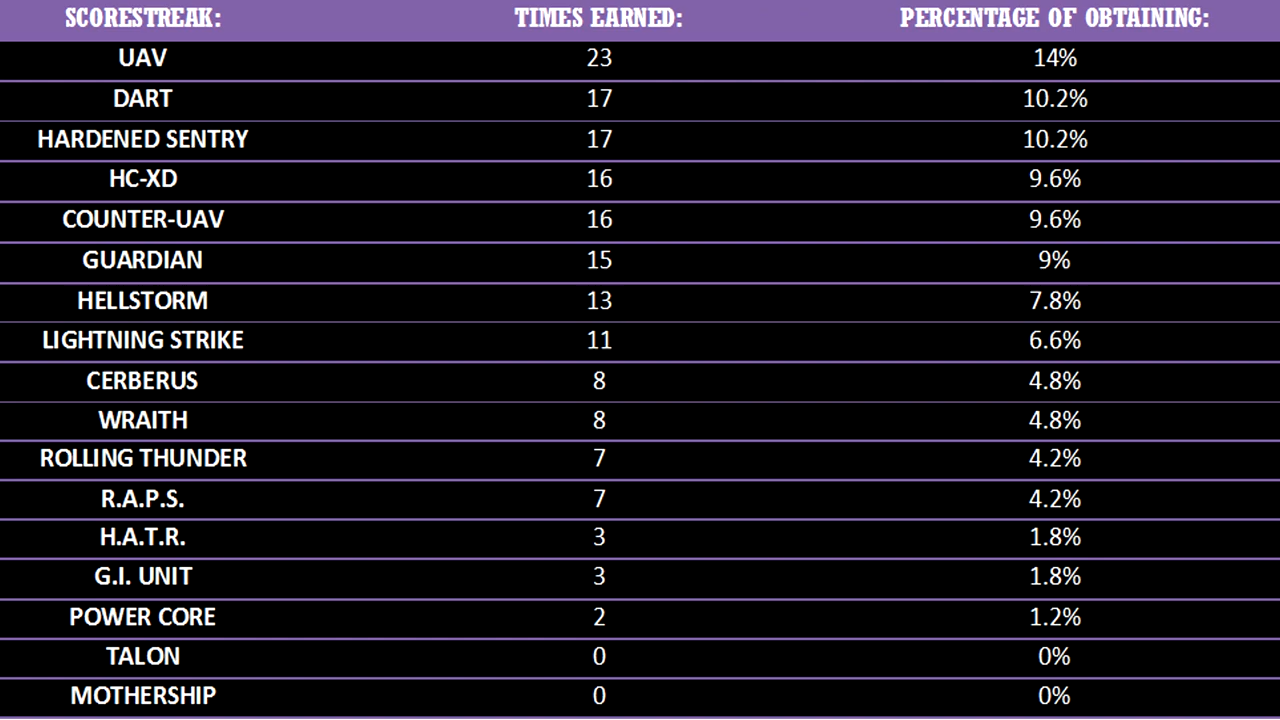 SCORESTREAK: TIMES EARNED: PERCENTAGE OF OBTAINING:
UAV 23 14%
DART 17 10.2%
HARDENED SENTRY 17 10.2%
HC-XD 16 9.6%
COUNTER-UAV 16 9.6%
GUARDIAN 15 9%
HELLSTORM 13 7.8%
LIGHTNING STRIKE 11 6.6%
CERBERUS 8 4.8%
WRAITH 8 4.8%
ROLLING THUNDER 7 4.2%
R.A.P.S. 7 4.2%
H.A.T.R. 3 1.8%
G.I. UNIT 3 1.8%
POWER CORE 2 1.2%
TALON 0 0%
MOTHERSHIP 0 0%